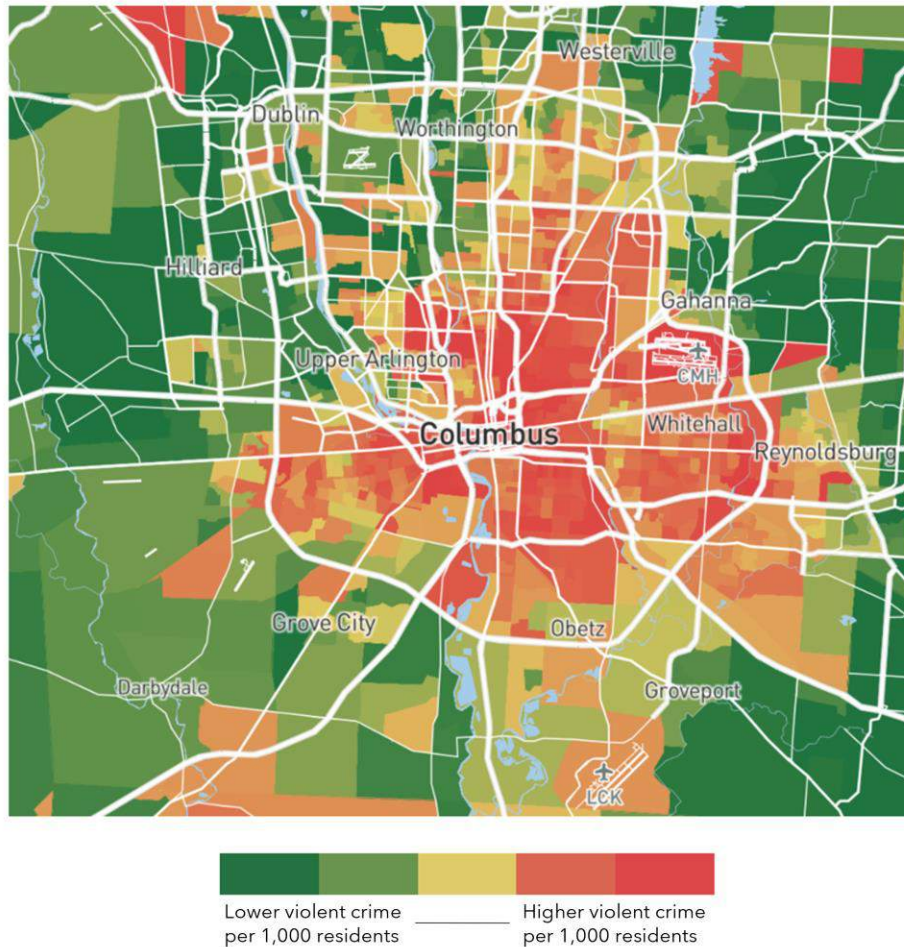 Westerville
Dublin
Worthington
Hilliard
Gahanna
Upper Arlington
CMH
Whitehall
Columbus
Reynoldsburg
Grove City
Obetz
Darbydale
Groveport
LCK
Lower violent crime
per 1,000 residents
Higher violent crime
per 1,000 residents